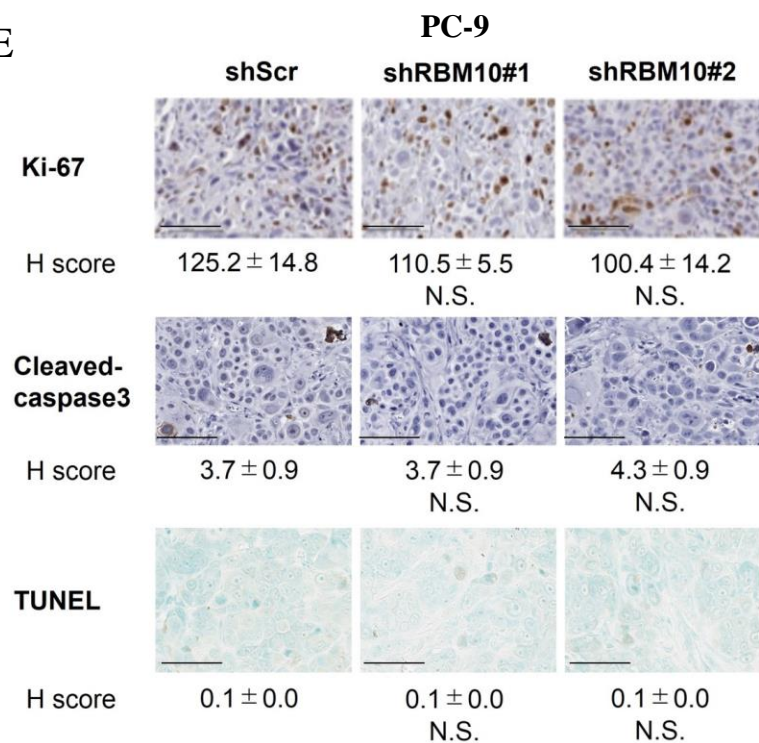 E
PC-9
shScr shRBM10#1 shRBM10#2
Ki-67
H score 125.2 ± 14.8 110.5 ± 5.5 100.4 ± 14.2
N.S. N.S.
Cleaved-
caspase3
H score 3.7 ± 0.9 3.7 ± 0.9 4.3 ± 0.9
N.S. N.S.
TUNEL
H score 0.1 ± 0.0 0.1 ± 0.0 0.1 ± 0.0
N.S. N.S.